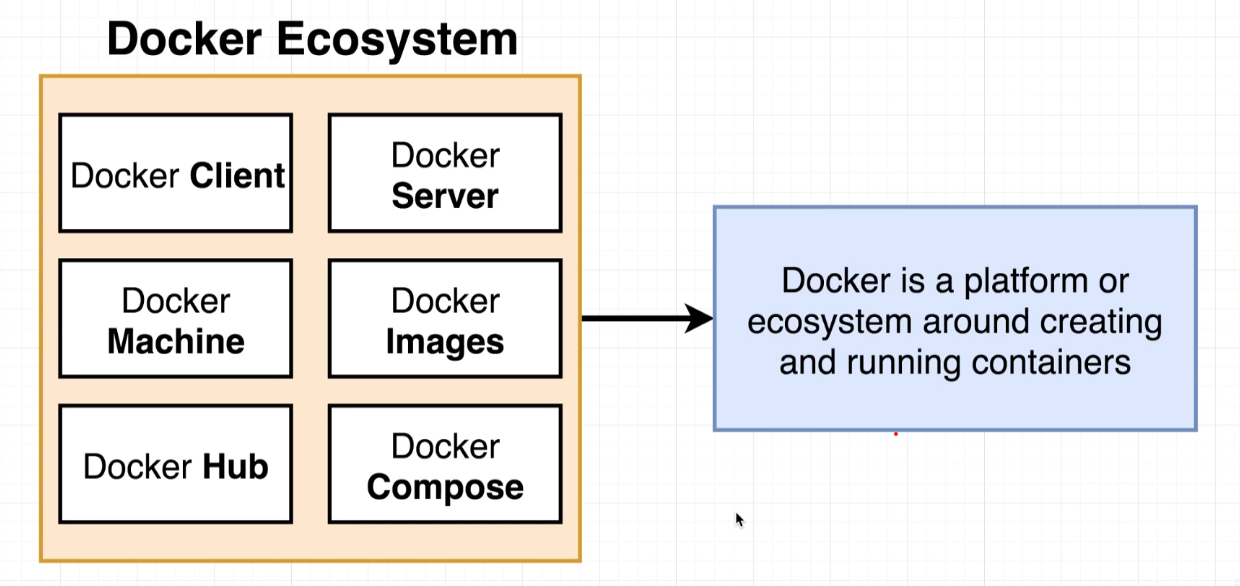 Docker Ecosystem
Docker Client
Docker
Server
Docker
Machine
Docker
Images
Docker Hub
Docker
Compose
Docker is a platform or
ecosystem around creating
and running containers